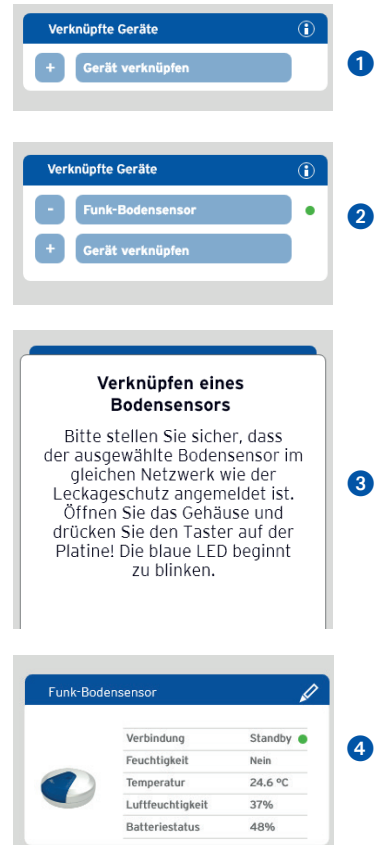 Verknüpfte Geräte i
+ Gerät verknüpfen
1
Verknüpfte Geräte i
- Funk-Bodensensor
2
+ Gerät verknüpfen
Verknüpfen eines
Bodensensors
Bitte stellen Sie sicher, dass
der ausgewählte Bodensensor im
gleichen Netzwerk wie der
Leckageschutz angemeldet ist.
3
Öffnen Sie das Gehäuse und
drücken Sie den Taster auf der
Platine! Die blaue LED beginnt
zu blinken.
Funk-Bodensensor
Verbindung Standby
4
Feuchtigkeit Nein
Temperatur 24.6 ºC
Luftfeuchtigkeit 37%
Batteriestatus 48%